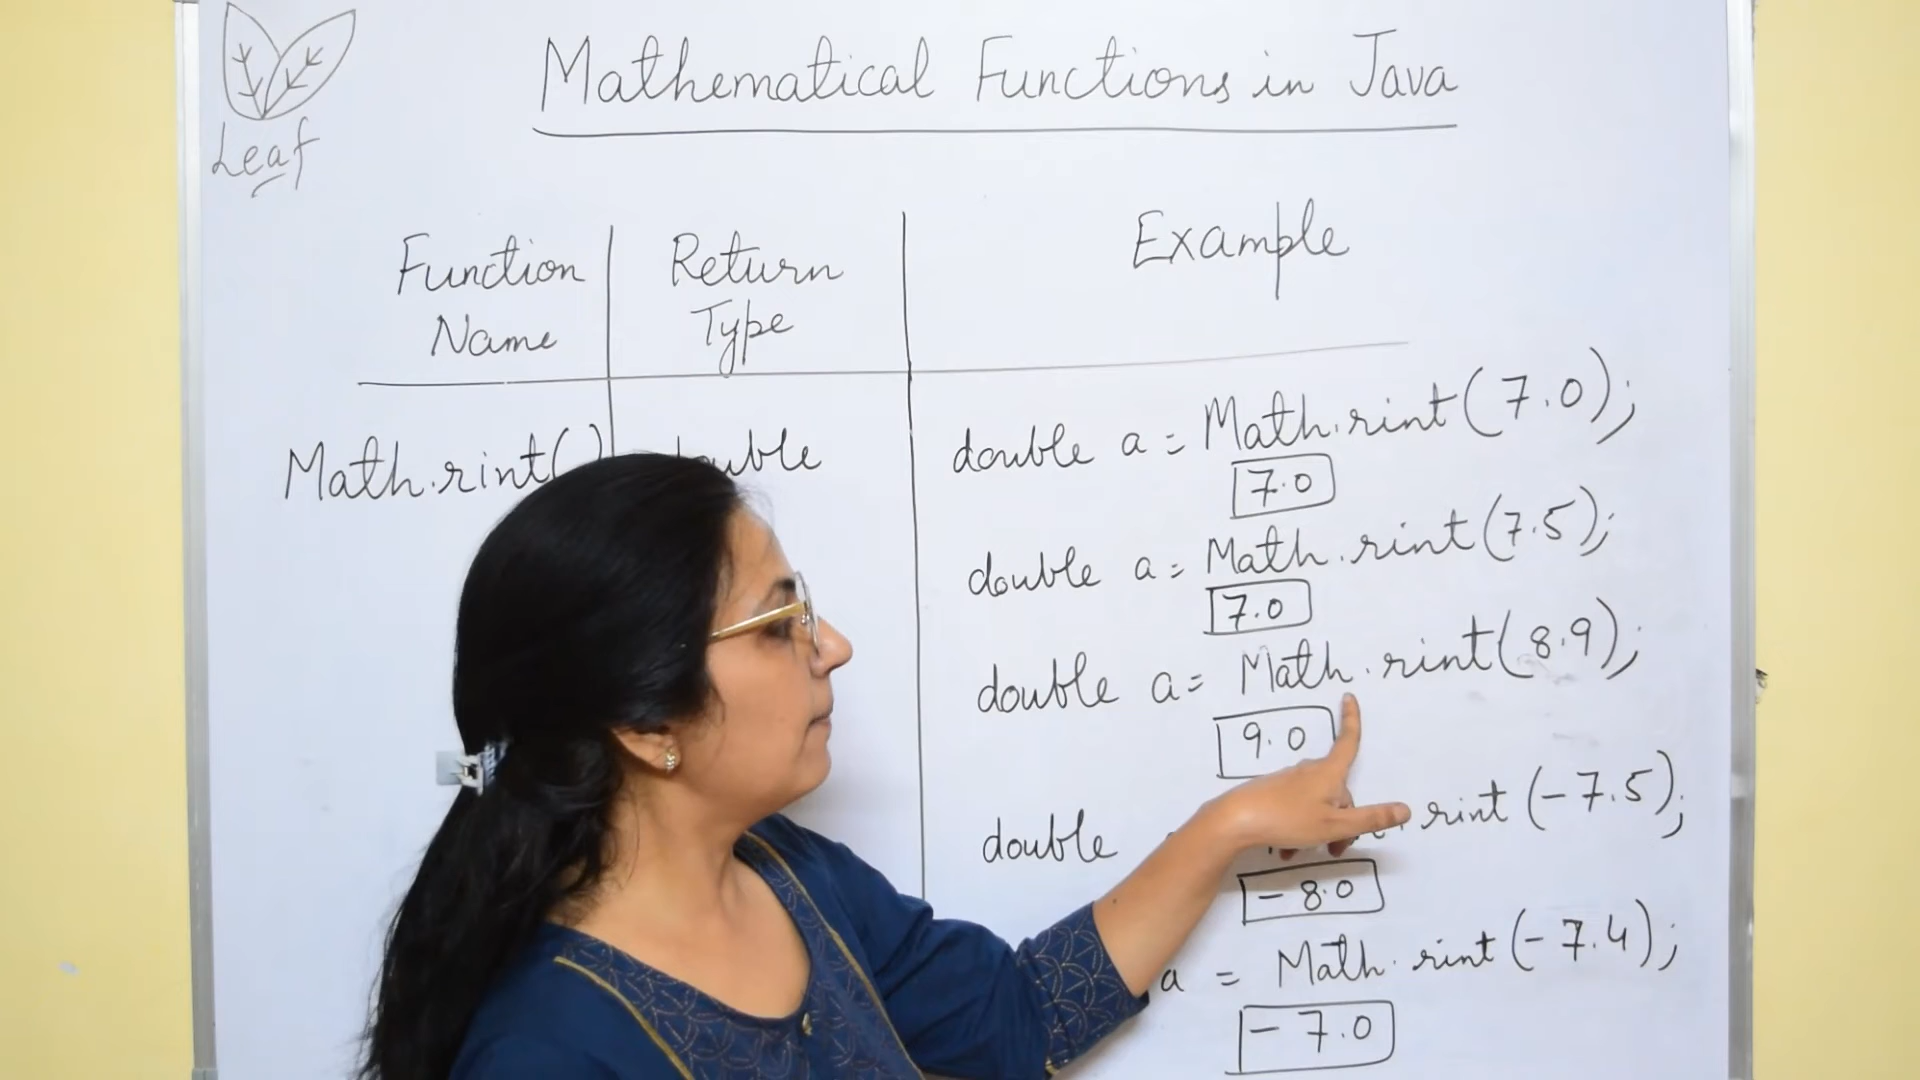 Leaf
Mathematical Functions in Java
Function Name
Return Type
Example
Math.rint()
double a = Math.rint(7.0);
7.0
double a = Math.rint(7.5);
7.0
double a = Math.rint(8.9);
9.0
double rint(-7.5);
-8.0
a = Math.rint(-7.4);
-7.0